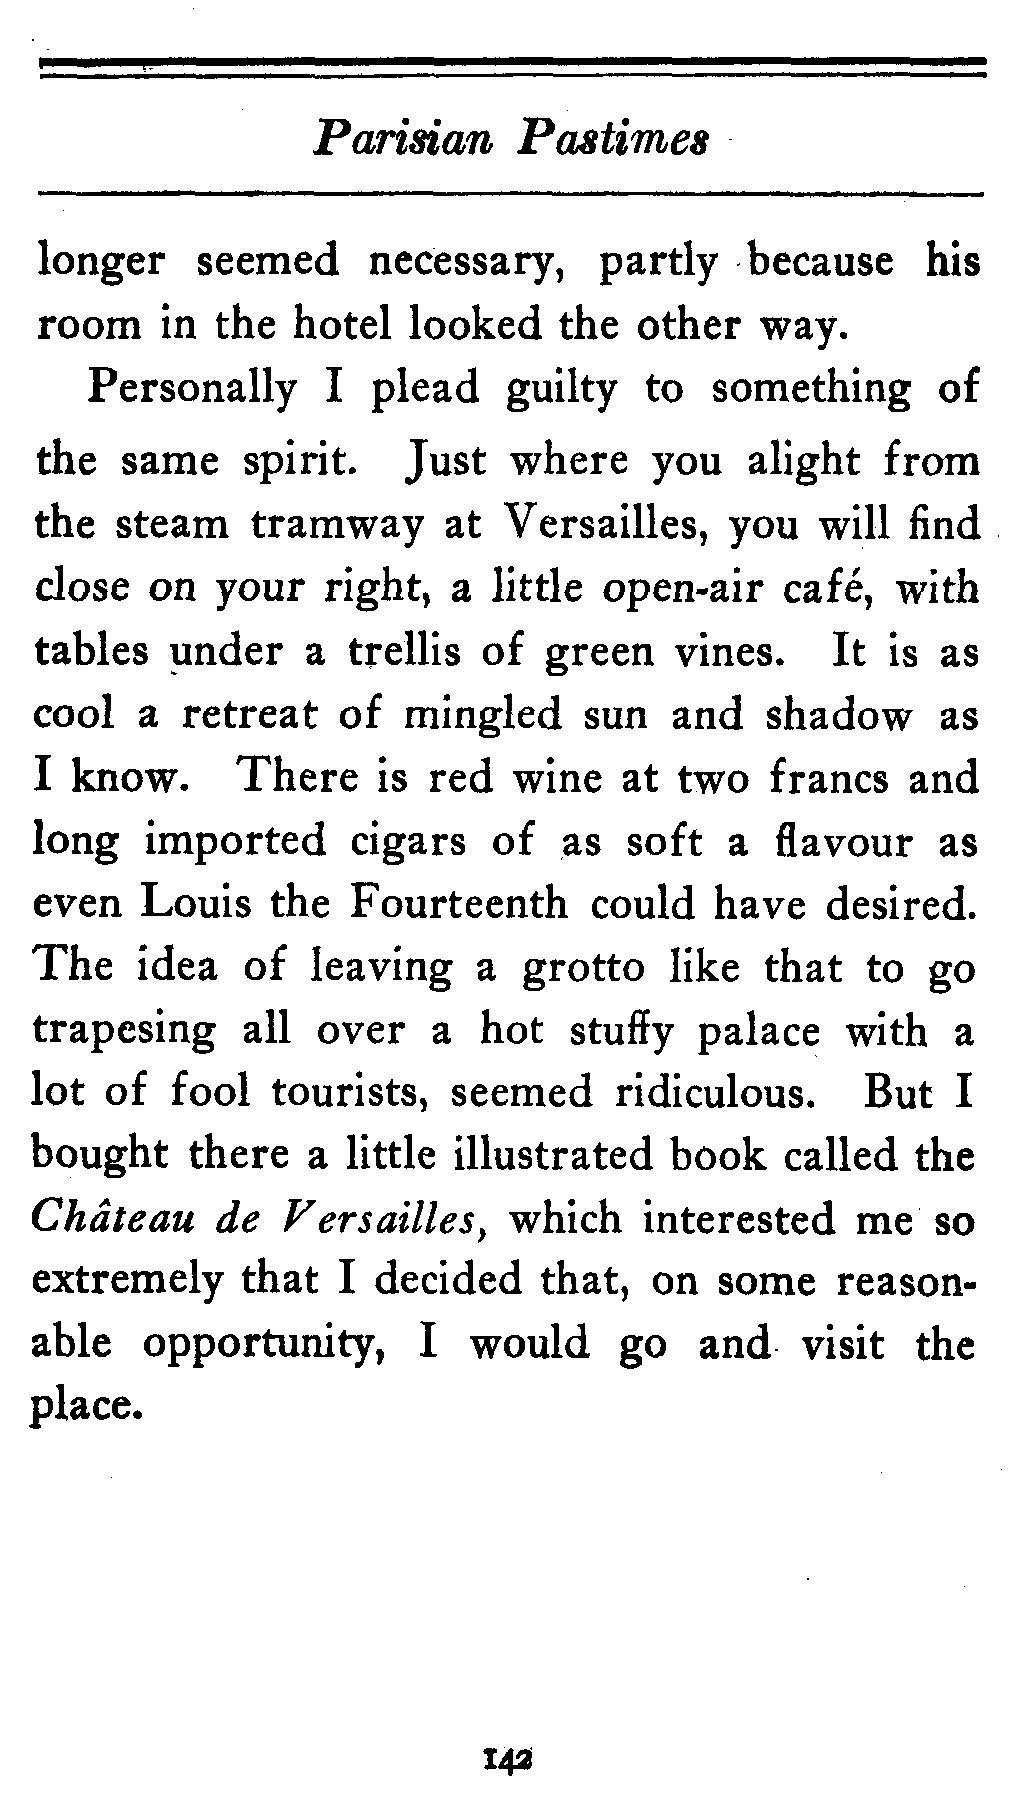 Parisian Pastimes
longer seemed necessary, partly because his
room in the hotel looked the other way.
Personally I plead guilty to something of
the same spirit. Just where you alight from
the steam tramway at Versailles, you will find
close on your right, a little open-air café, with
tables under a trellis of green vines. It is as
cool a retreat of mingled sun and shadow as
I know. There is red wine at two francs and
long imported cigars of as soft a flavour as
even Louis the Fourteenth could have desired.
The idea of leaving a grotto like that to go
trapesing all over a hot stuffy palace with a
lot of fool tourists, seemed ridiculous. But I
bought there a little illustrated book called the
Château de Versailles, which interested me so
extremely that I decided that, on some reason-
able opportunity, I would go and visit the
place.
142